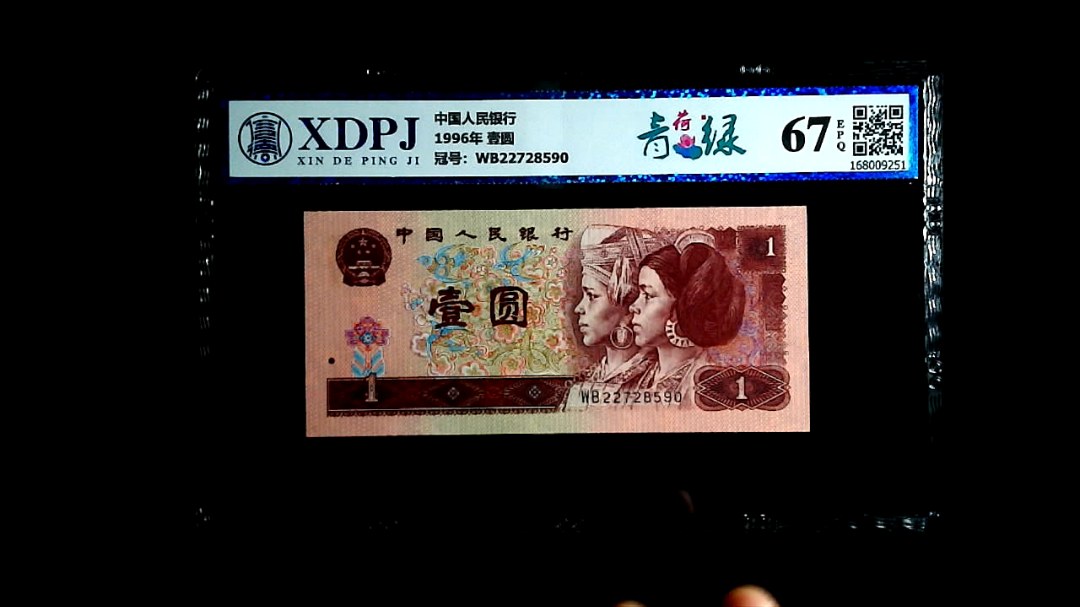 XDPJ
XIN DE PING JI
中国人民银行
1996年 壹圆
冠号: WB22728590
青荷绿
67
EPQ
168009251
中国人民银行
1
壹圆
1
WB22728590
1